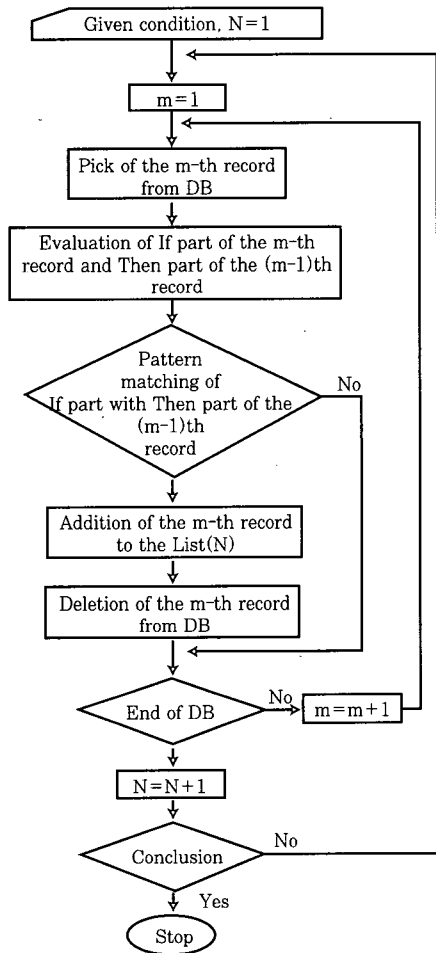 Given condition, N=1
m=1
Pick of the m-th record
from DB
Evaluation of If part of the m-th
record and Then part of the (m-1)th
record
Pattern
matching of
If part with Then part of the
(m-1)th
record
No
Addition of the m-th record
to the List(N)
Deletion of the m-th record
from DB
End of DB
No
m=m+1
N=N+1
Conclusion
No
Yes
Stop